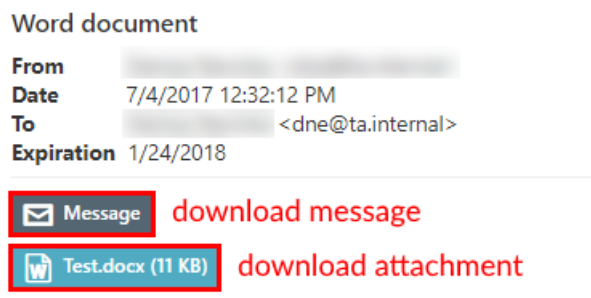 Word document
From
Date 7/4/2017 12:32:12 PM
To <dne@ta.internal>
Expiration 1/24/2018
Message download message
Test.docx (11 KB) download attachment